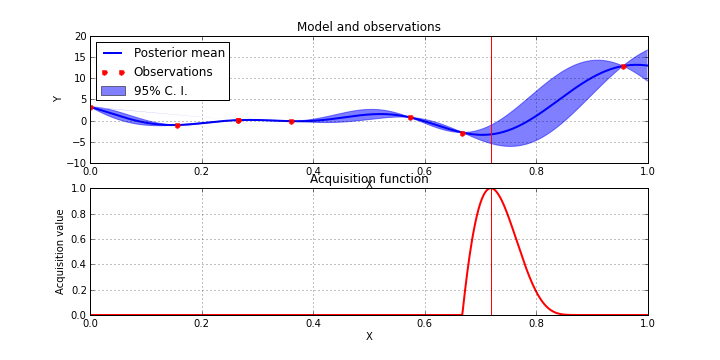 Model and observations
20
15
10
5
0
−5
−10
Y
Posterior mean
Observations
95% C. I.
0.0 0.2 0.4 0.6 0.8 1.0
X
Acquisition function
1.0
0.8
0.6
0.4
0.2
0.0
Acquisition value
0.0 0.2 0.4 0.6 0.8 1.0
X